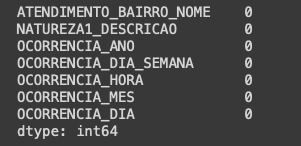 ATENDIMENTO_BAIRRO_NOME    0
NATUREZA1_DESCRICAO        0
OCORRENCIA_ANO             0
OCORRENCIA_DIA_SEMANA      0
OCORRENCIA_HORA            0
OCORRENCIA_MES             0
OCORRENCIA_DIA             0
dtype: int64